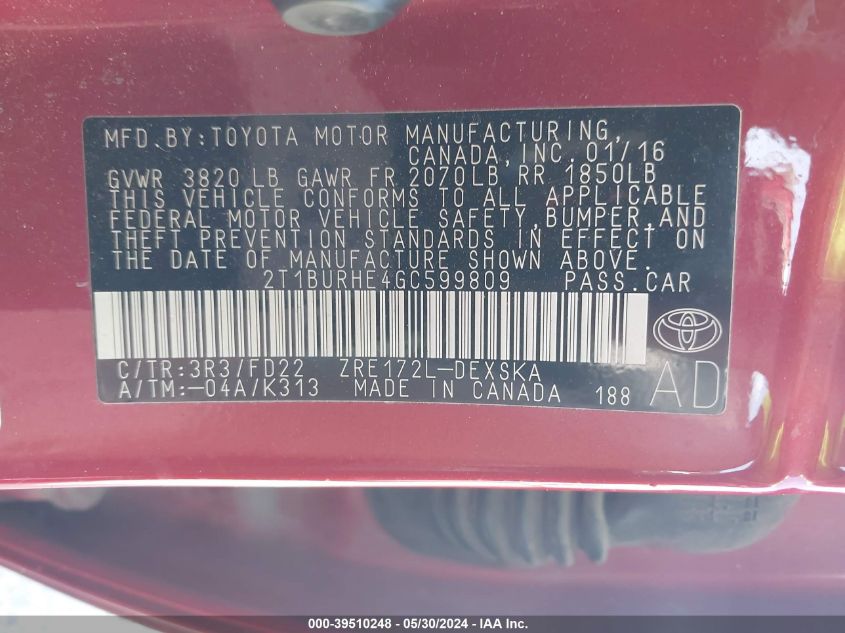 MFD.BY:TOYOTA MOTOR MANUFACTURING,
CANADA,INC.01/16
GVWR 3820 LB GAWR FR 2070LB RR 1850LB
THIS VEHICLE CONFORMS TO ALL APPLICABLE
FEDERAL MOTOR VEHICLE SAFETY,BUMPER,AND
THEFT PREVENTION STANDARDS IN EFFECT ON
THE DATE OF MANUFACTURE SHOWN ABOVE.
2T1BURHE4GC599809 PASS.CAR
C/TR:3R3/FD22 ZRE172L-DEXSKA
A/TM:-04A/K313 MADE IN CANADA 188 AD
000-39510248 - 05/30/2024 - IAA Inc.